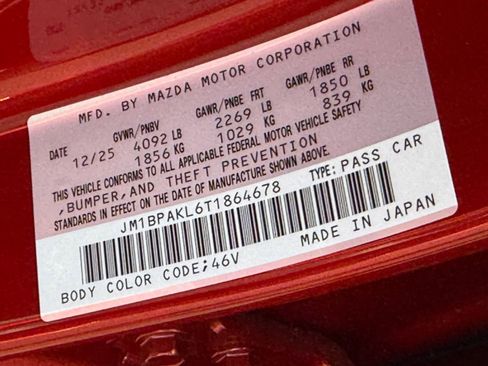 MFD. BY MAZDA MOTOR CORPORATION
GVWR/PNBV GAWR/PNBE FRT GAWR/PNBE RR
DATE 12/25 4092 LB 2269 LB 1850 LB
1856 KG 1029 KG 839 KG
THIS VEHICLE CONFORMS TO ALL APPLICABLE FEDERAL MOTOR VEHICLE SAFETY
,BUMPER,AND THEFT PREVENTION
STANDARDS IN EFFECT ON THE DATE OF MANUFACTURE SHOWN ABOVE.
JM1BPAKL6T1864678 TYPE: PASS CAR
BODY COLOR CODE;46V MADE IN JAPAN